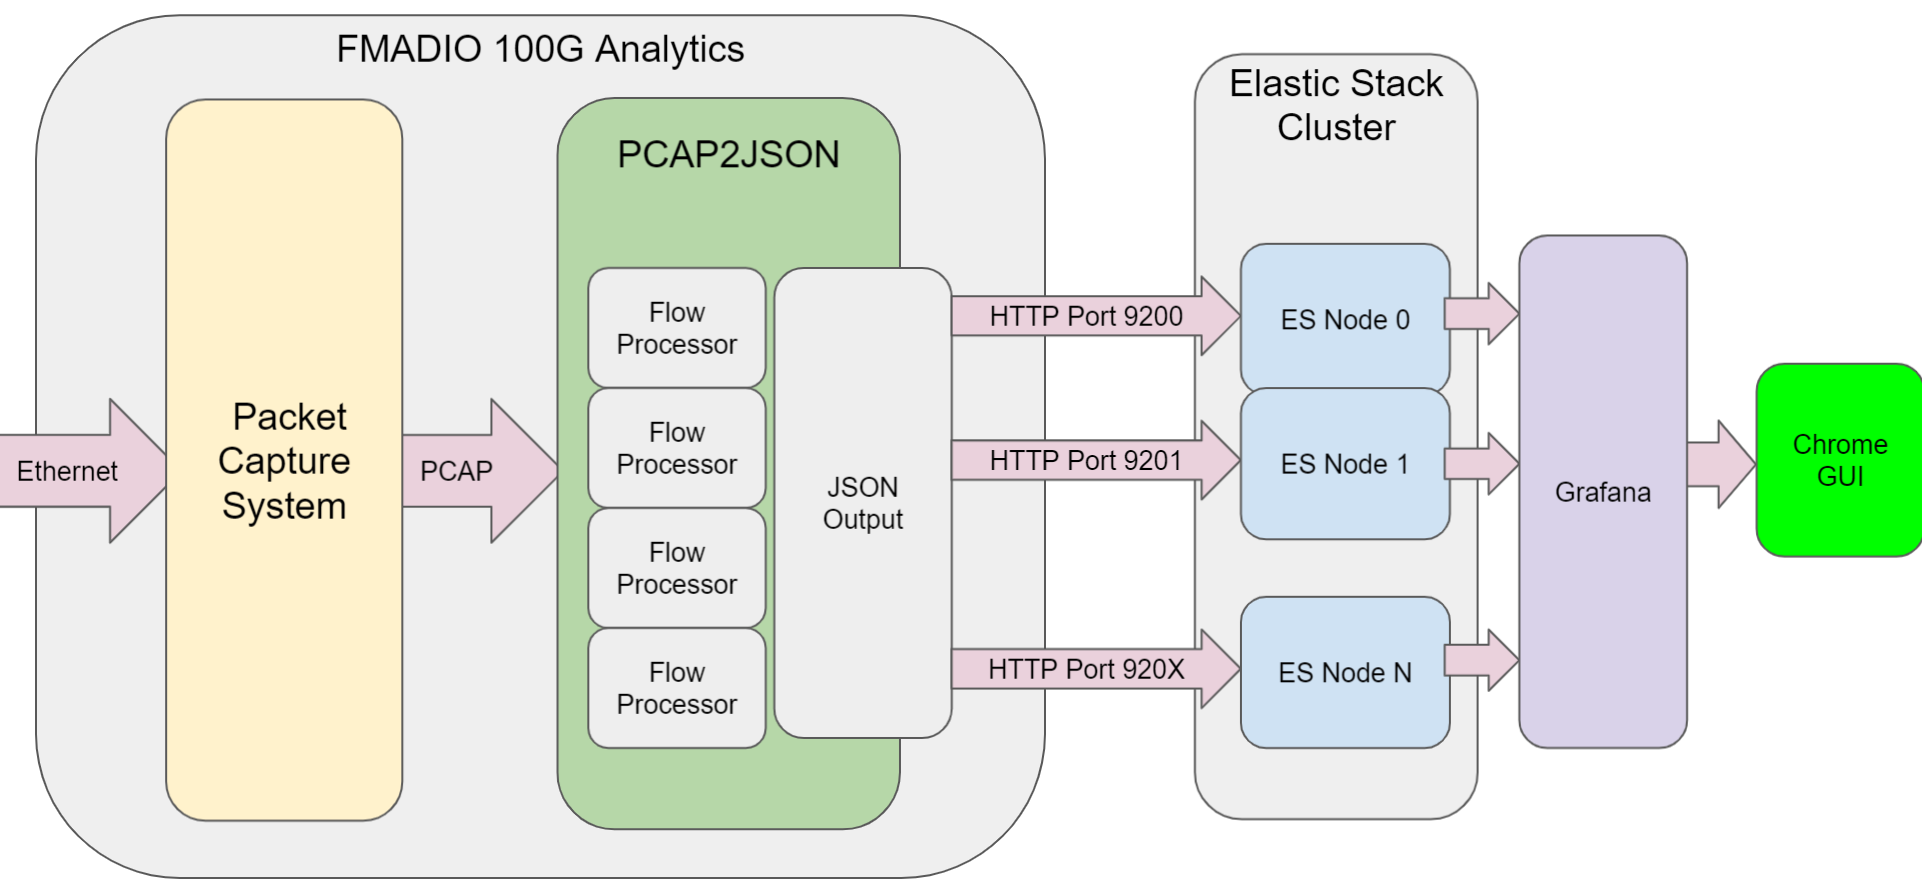 FMADIO 100G Analytics
Ethernet
Packet
Capture
System
PCAP
PCAP2JSON
Flow
Processor
Flow
Processor
Flow
Processor
Flow
Processor
JSON
Output
HTTP Port 9200
HTTP Port 9201
HTTP Port 920X
Elastic Stack
Cluster
ES Node 0
ES Node 1
ES Node N
Grafana
Chrome
GUI